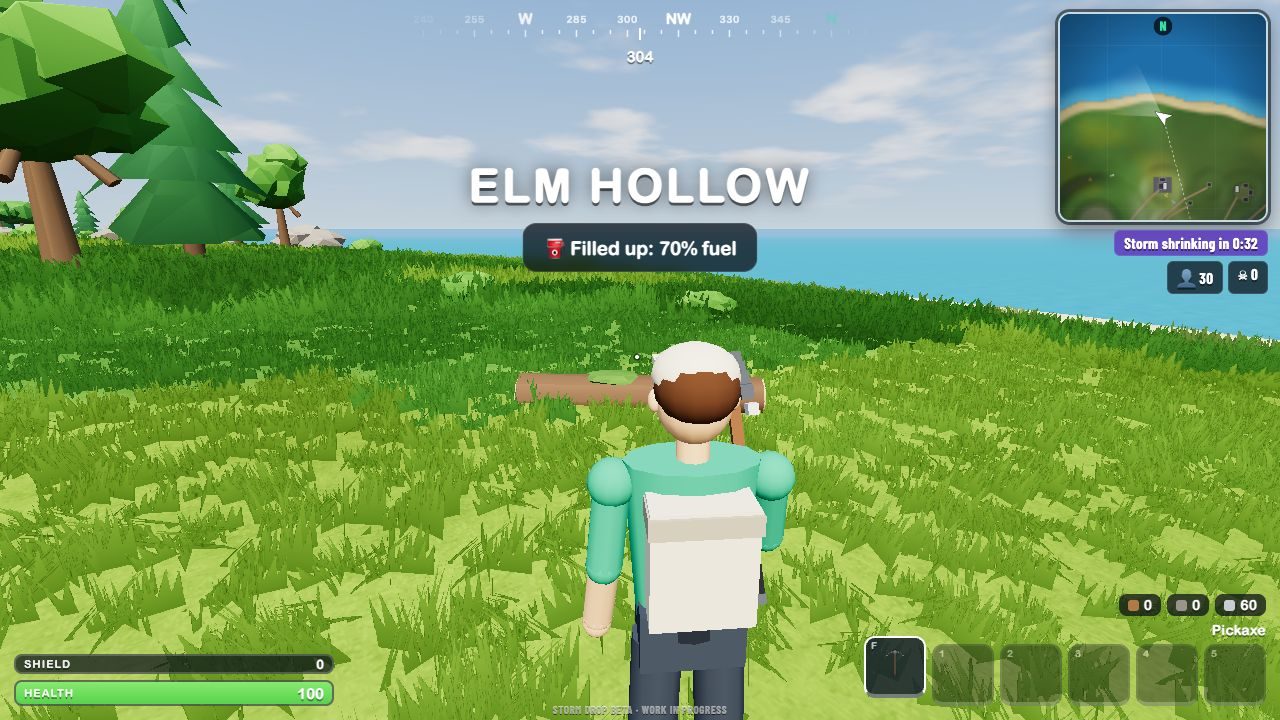 240 255 W 285 300 NW 330 345 N
304
N
ELM HOLLOW
Filled up: 70% fuel
Storm shrinking in 0:32
30 0
0 0 60
Pickaxe
F 1 2 3 4 5
SHIELD 0
HEALTH 100
STORM DROP BETA - WORK IN PROGRESS